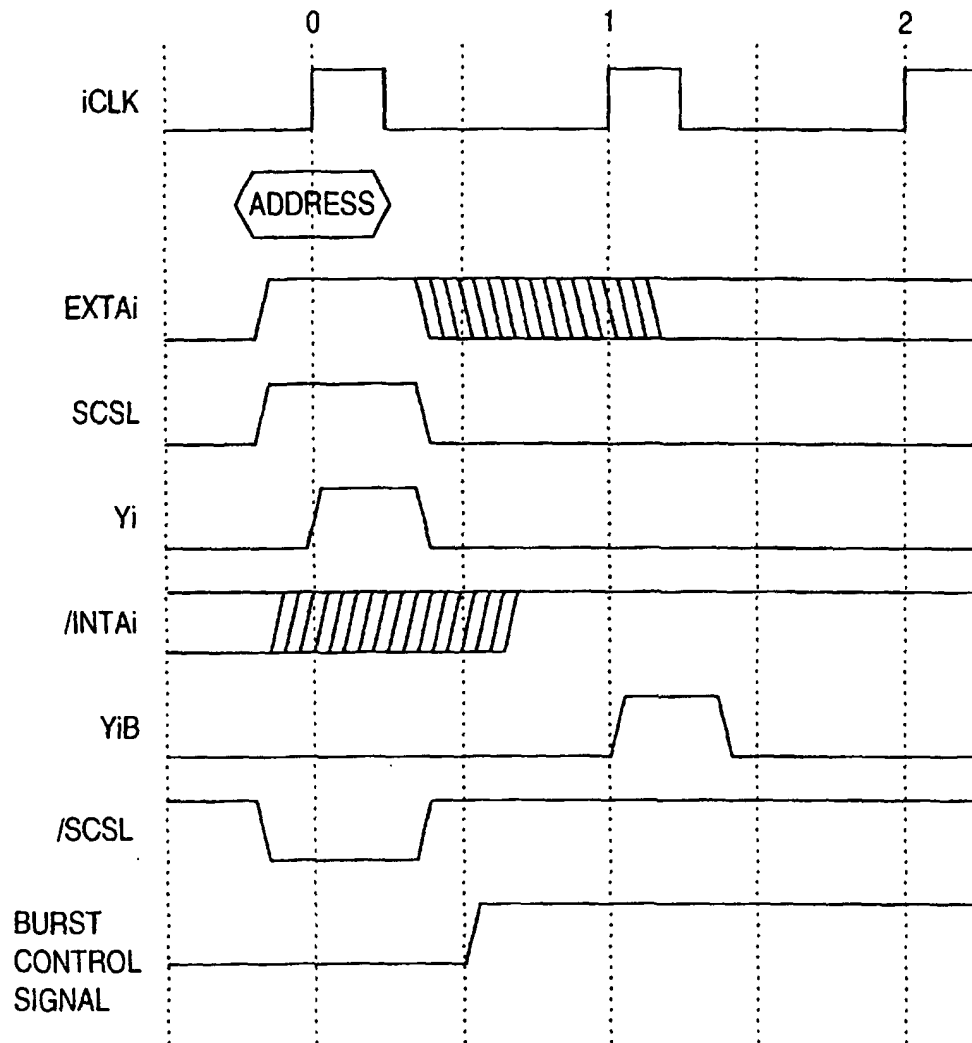 0 1 2
iCLK
ADDRESS
EXTAi
SCSL
Yi
/INTAi
YiB
/SCSL
BURST
CONTROL
SIGNAL